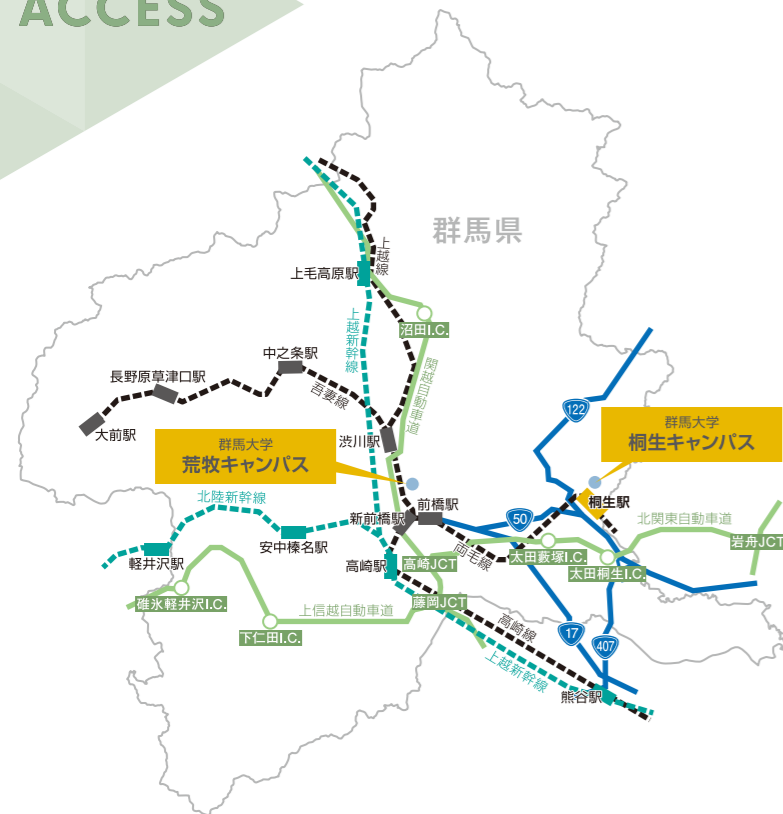 ACCESS
群馬県
上越線
上毛高原駅
上越新幹線
沼田I.C.
中之条駅
関越自動車道
長野原草津口駅
吾妻線
大前駅
渋川駅
122
群馬大学
桐生キャンパス
群馬大学
荒牧キャンパス
北陸新幹線
前橋駅
新前橋駅
50
桐生駅
北関東自動車道
岩舟JCT
安中榛名駅
軽井沢駅
高崎駅
高崎JCT
両毛線
太田藪塚I.C.
太田桐生I.C.
碓氷軽井沢I.C.
上信越自動車道
藤岡JCT
下仁田I.C.
高崎線
17
407
上越新幹線
熊谷駅